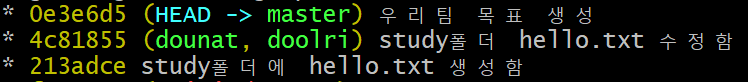 * 0e3e6d5 (HEAD -> master) 우리팀 목표 생성
* 4c81855 (dounat, doolri) study폴더 hello.txt 수정함
* 213adce study폴더에 hello.txt 생성함